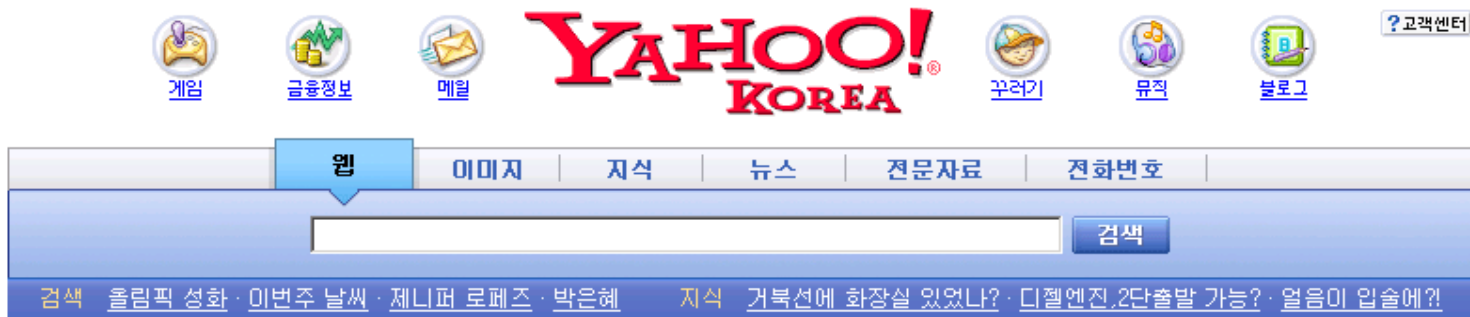 YAHOO!® ?고객센터
KOREA
게임 금융정보 메일 꾸러기 뮤직 블로그
웹 이미지 지식 뉴스 전문자료 전화번호
검색
검색 올림픽 성화 · 이번주 날씨 · 제니퍼 로페즈 · 박은혜 지식 거북선에 화장실 있었나? · 디젤엔진,2단출발 가능? · 얼음이 입술에?!